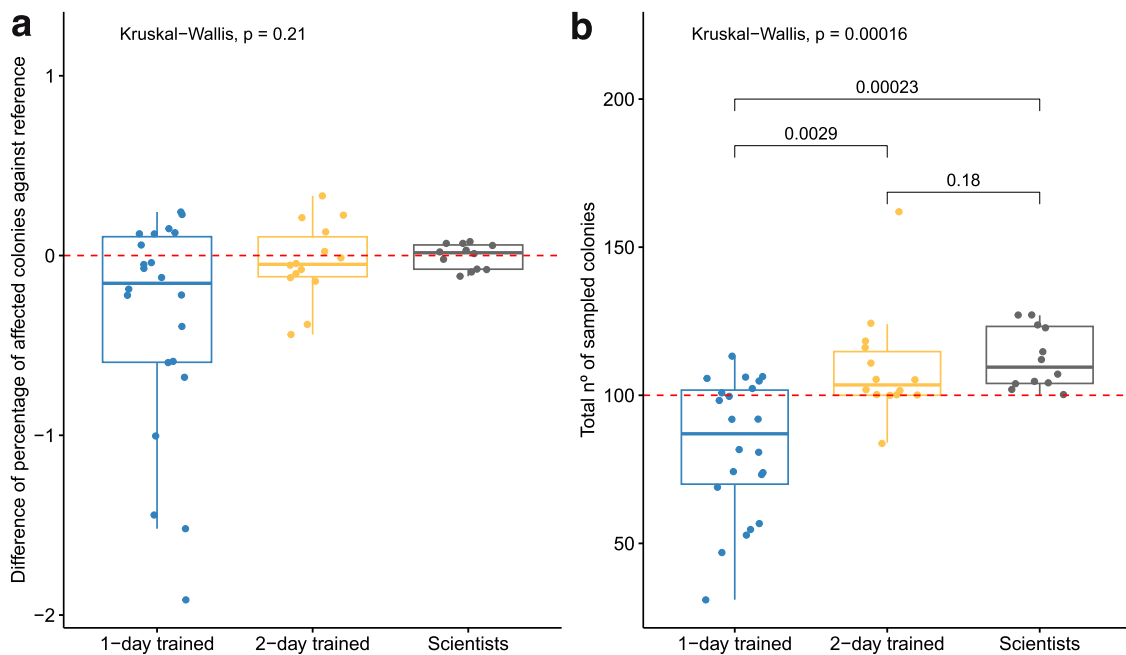 a
Kruskal−Wallis, p = 0.21
Difference of percentage of affected colonies against reference
1
0
−1
−2
1−day trained
2−day trained
Scientists
b
Kruskal−Wallis, p = 0.00016
0.00023
0.0029
0.18
Total nº of sampled colonies
200
150
100
50
1−day trained
2−day trained
Scientists